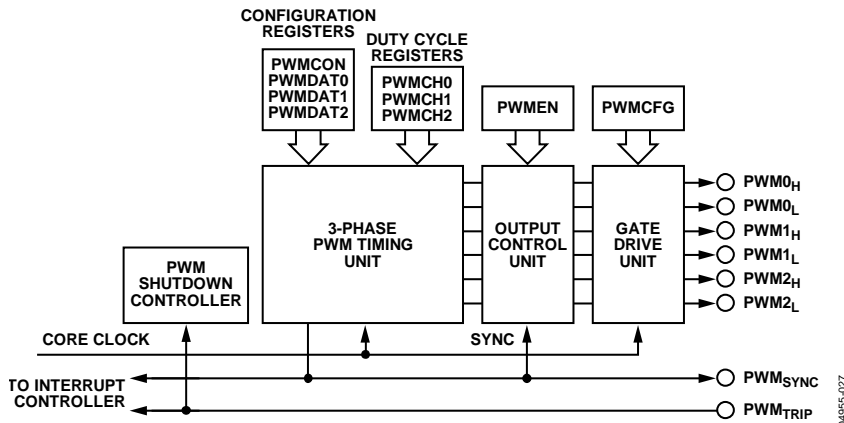 CONFIGURATION
REGISTERS
DUTY CYCLE
REGISTERS
PWMCON
PWMDAT0
PWMDAT1
PWMDAT2
PWMCH0
PWMCH1
PWMCH2
PWMEN
PWMCFG
3-PHASE
PWM TIMING
UNIT
OUTPUT
CONTROL
UNIT
GATE
DRIVE
UNIT
PWM0H
PWM0L
PWM1H
PWM1L
PWM2H
PWM2L
PWM
SHUTDOWN
CONTROLLER
CORE CLOCK
SYNC
TO INTERRUPT
CONTROLLER
PWMSYNC
PWMTRIP
04955-027